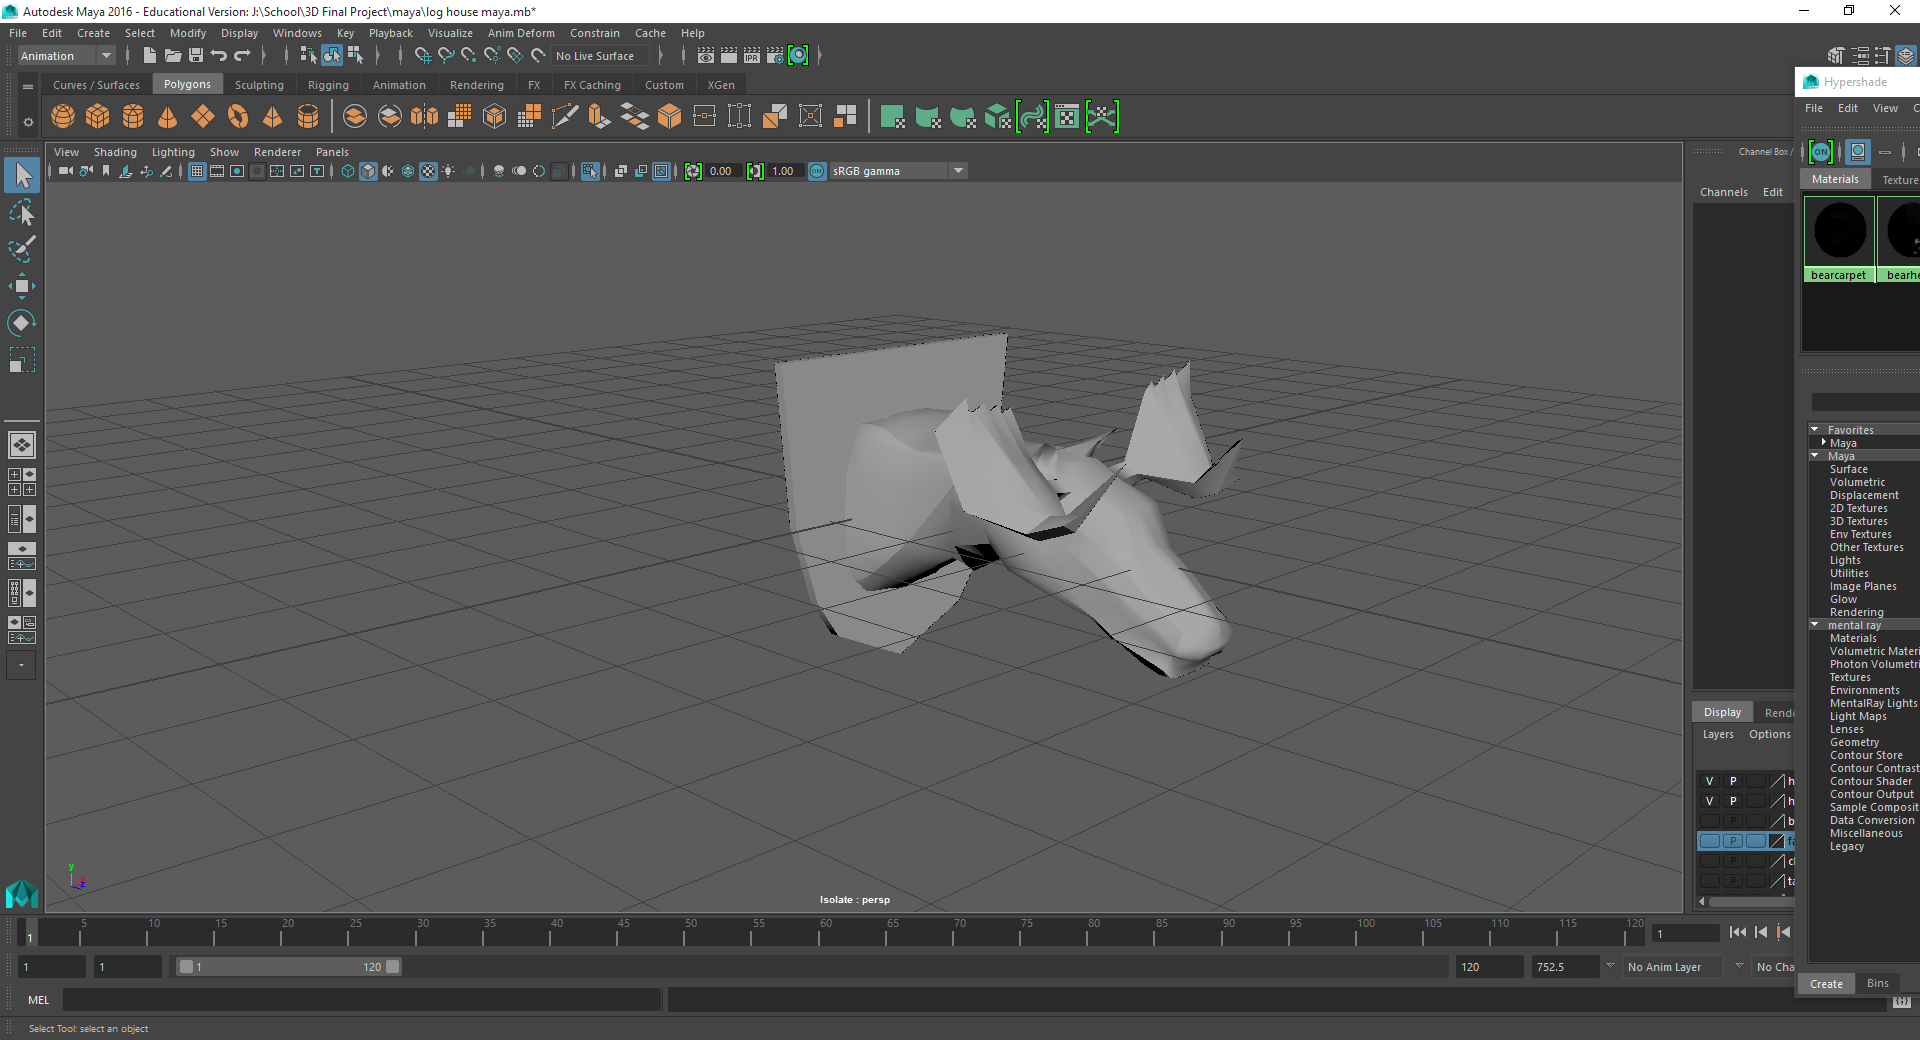 Autodesk Maya 2016 - Educational Version: J:\School\3D Final Project\maya\log house maya.mb*
File Edit Create Select Modify Display Windows Key Playback Visualize Anim Deform Constrain Cache Help
Animation No Live Surface
Curves / Surfaces Polygons Sculpting Rigging Animation Rendering FX FX Caching Custom XGen
View Shading Lighting Show Renderer Panels
0.00 1.00 ON sRGB gamma
Isolate : persp
y
z
Channel Box /
Channels Edit
Display Rende
Layers Options
V P h
V P h
P b
P fa
P cl
P ta
Hypershade
File Edit View C
ON
Materials Texture
bearcarpet bearhe
Favorites
Maya
Maya
Surface
Volumetric
Displacement
2D Textures
3D Textures
Env Textures
Other Textures
Lights
Utilities
Image Planes
Glow
Rendering
mental ray
Materials
Volumetric Materi
Photon Volumetri
Textures
Environments
MentalRay Lights
Light Maps
Lenses
Geometry
Contour Store
Contour Contrast
Contour Shader
Contour Output
Sample Composit
Data Conversion
Miscellaneous
Legacy
Create Bins
1 5 10 15 20 25 30 35 40 45 50 55 60 65 70 75 80 85 90 95 100 105 110 115 120 1
1 1 1 120 120 752.5 No Anim Layer No Cha
MEL
Select Tool: select an object